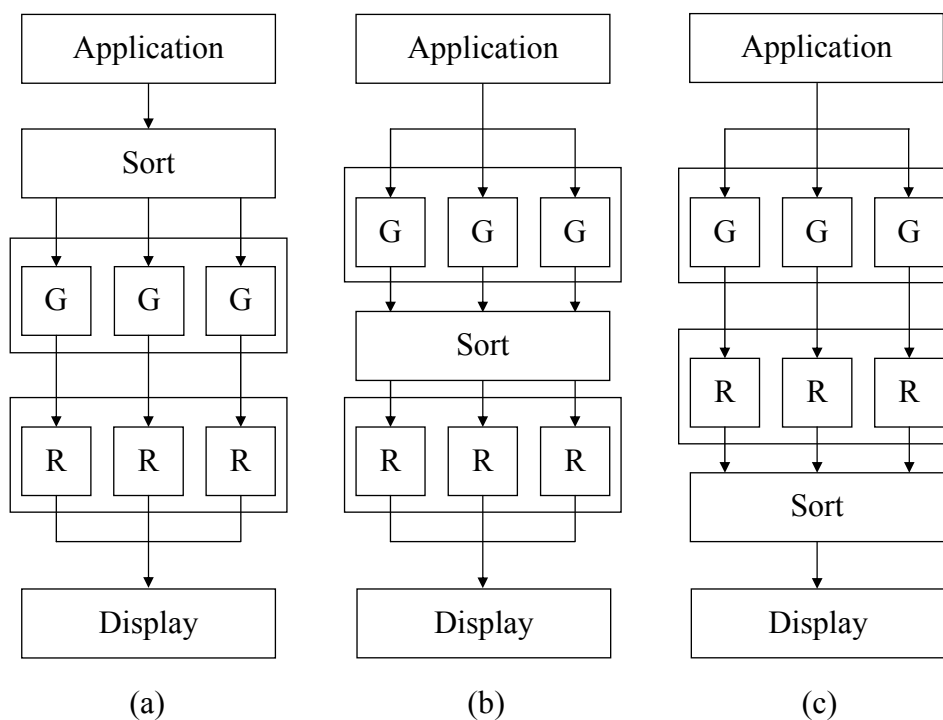 Application
Sort
G G G
R R R
Display
(a)
Application
G G G
Sort
R R R
Display
(b)
Application
G G G
R R R
Sort
Display
(c)